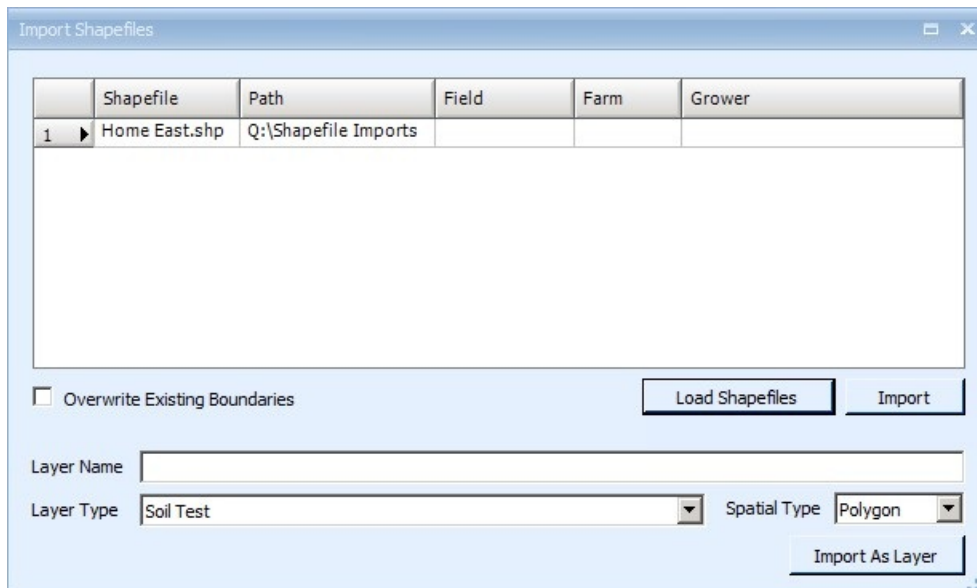 Import Shapefiles
Shapefile Path Field Farm Grower
1 Home East.shp Q:\Shapefile Imports
Overwrite Existing Boundaries Load Shapefiles Import
Layer Name
Layer Type Soil Test Spatial Type Polygon
Import As Layer